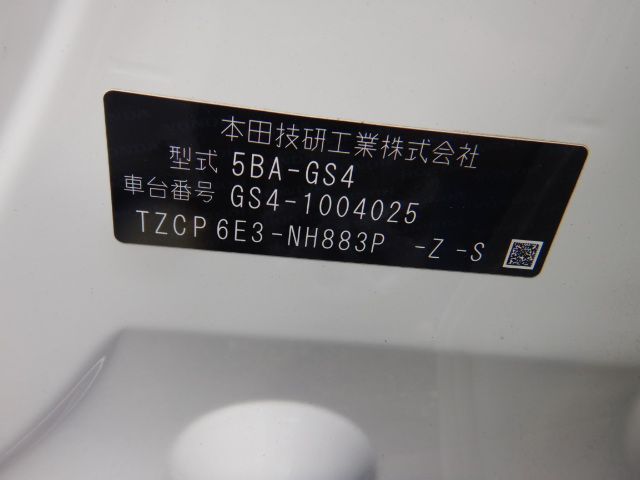 本田技研工業株式会社
型式 5BA-GS4
車台番号 GS4-1004025
TZCP 6E3-NH883P -Z -S